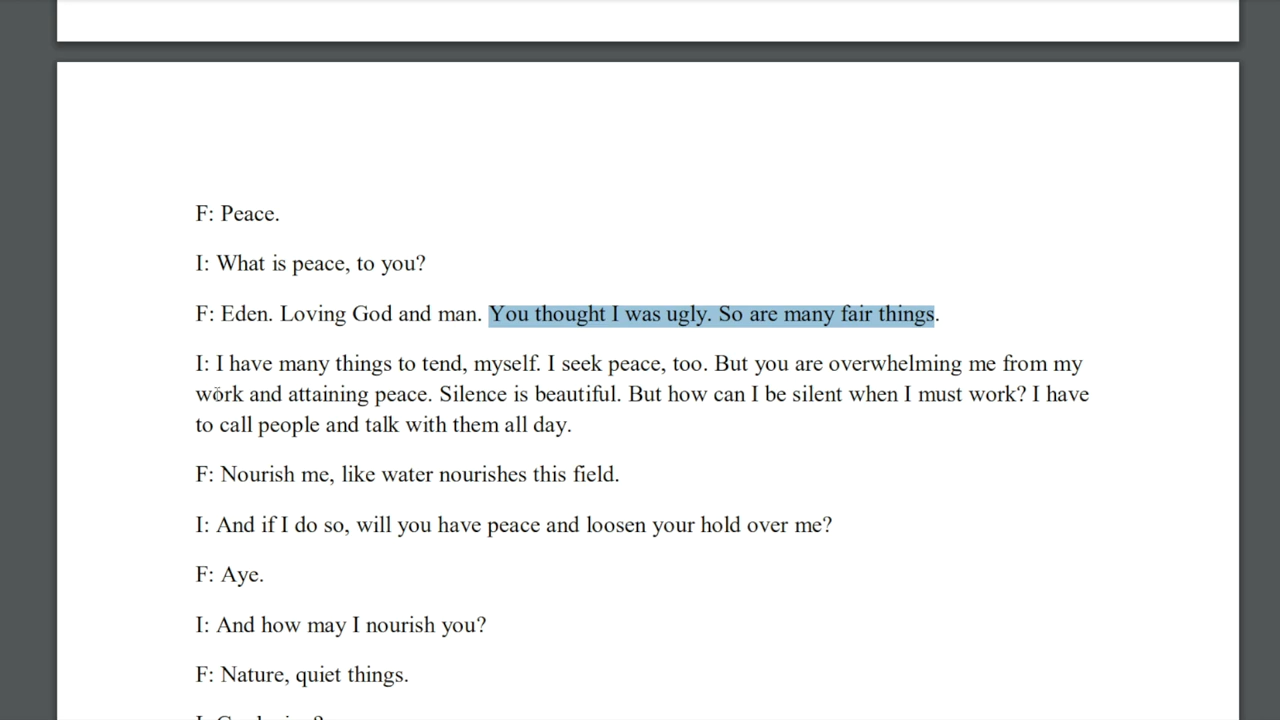 F: Peace.
I: What is peace, to you?
F: Eden. Loving God and man. You thought I was ugly. So are many fair things.
I: I have many things to tend, myself. I seek peace, too. But you are overwhelming me from my
work and attaining peace. Silence is beautiful. But how can I be silent when I must work? I have
to call people and talk with them all day.
F: Nourish me, like water nourishes this field.
I: And if I do so, will you have peace and loosen your hold over me?
F: Aye.
I: And how may I nourish you?
F: Nature, quiet things.